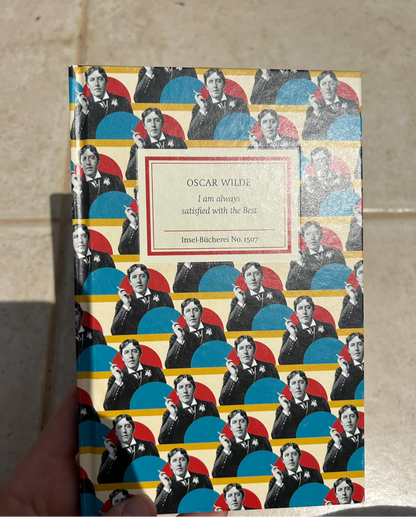 OSCAR WILDE
I am always
satisfied with the Best
Insel-Bücherei No. 1507